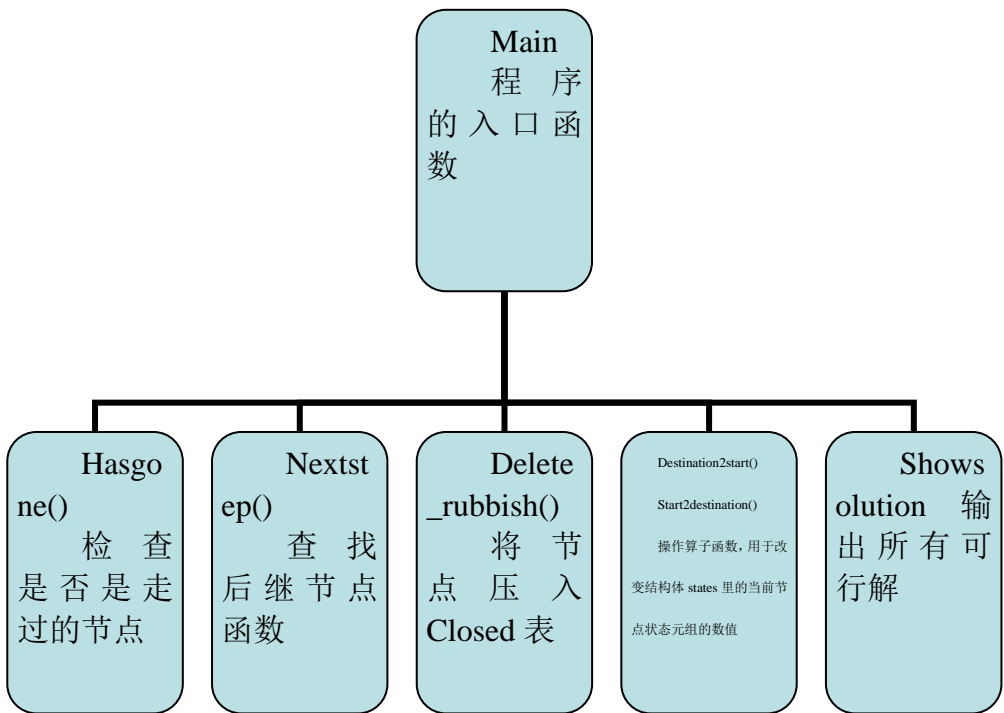 Main
程序
的入口函
数
Hasgo
ne()
检查
是否是走
过的节点
Nextst
ep()
查找
后继节点
函数
Delete
_rubbish()
将节
点压入
Closed 表
Destination2start()
Start2destination()
操作算子函数，用于改
变结构体 states 里的当前节
点状态元组的数值
Shows
olution 输
出所有可
行解